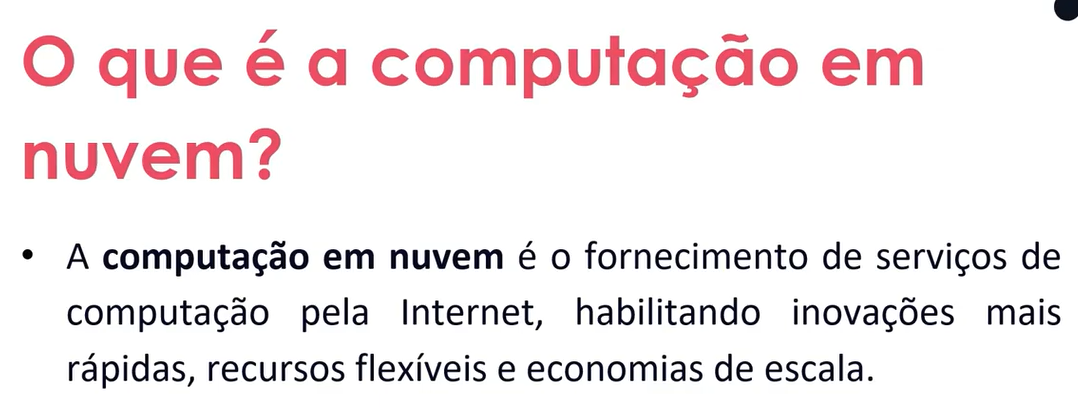 O que é a computação em
nuvem?
• A computação em nuvem é o fornecimento de serviços de
computação pela Internet, habilitando inovações mais
rápidas, recursos flexíveis e economias de escala.